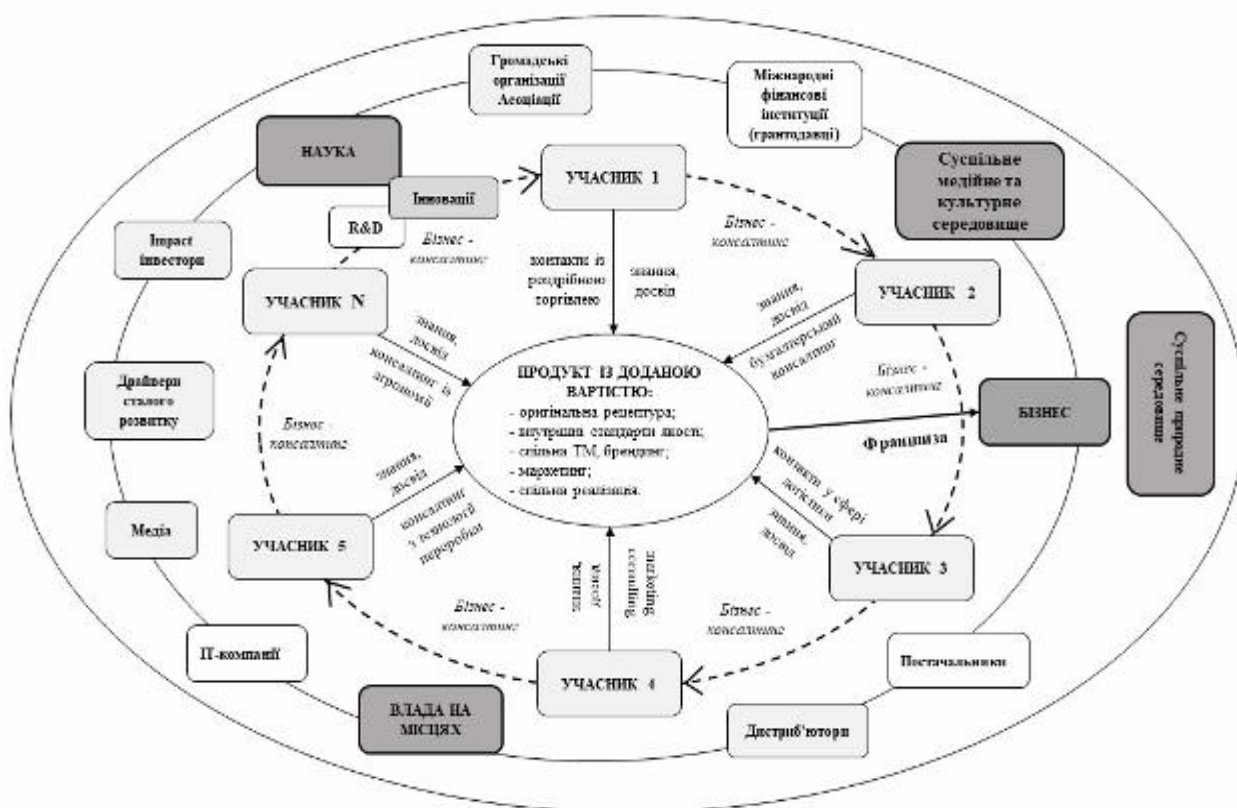 Громадські
організації
Асоціації
Міжнародні
фінансові
інституції
(грантодавці)
НАУКА
Інновації
R&D
УЧАСНИК 1
Суспільне
медійне та
культурне
середовище
Impact
інвестори
Бізнес -
консалтинг
Бізнес -
консалтинг
УЧАСНИК N
контакти із
роздрібною
торгівлею
знання,
досвід
УЧАСНИК 2
знання,
досвід
консалтинг із
агрономії
знання,
досвід
бухгалтерський
консалтинг
Суспільне природне
середовище
Драйвери
сталого
розвитку
Бізнес -
консалтинг
ПРОДУКТ ІЗ ДОДАНОЮ
ВАРТІСТЮ:
- оригінальна рецептура;
- внутрішні стандарти якості;
- спільна ТМ, брендинг;
- маркетинг;
- спільна реалізація.
Бізнес -
консалтинг
БІЗНЕС
Франшиза
Медіа
УЧАСНИК 5
знання,
досвід
консалтинг
з технології
переробки
контакти у сфері
логістики
знання,
досвід
УЧАСНИК 3
Бізнес -
консалтинг
знання,
досвід
marketing
consulting
Бізнес -
консалтинг
ІТ-компанії
УЧАСНИК 4
Постачальники
ВЛАДА НА
МІСЦЯХ
Дистриб'ютори